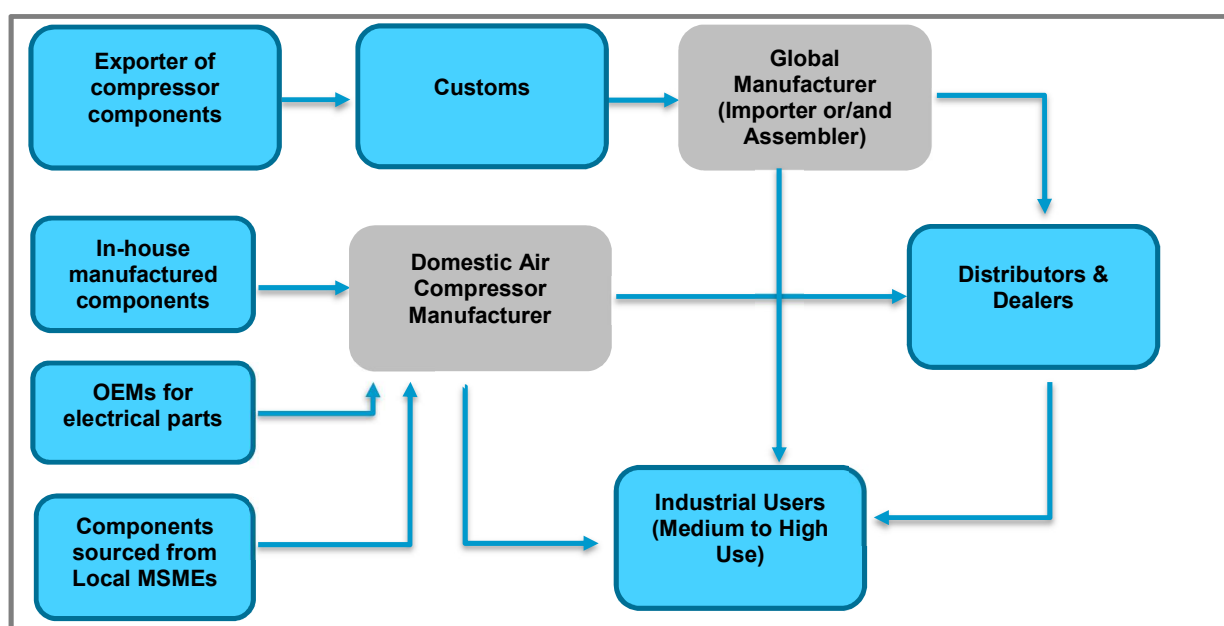 Exporter of
compressor
components
Customs
Global
Manufacturer
(Importer or/and
Assembler)
In-house
manufactured
components
Domestic Air
Compressor
Manufacturer
Distributors &
Dealers
OEMs for
electrical parts
Components
sourced from
Local MSMEs
Industrial Users
(Medium to High
Use)